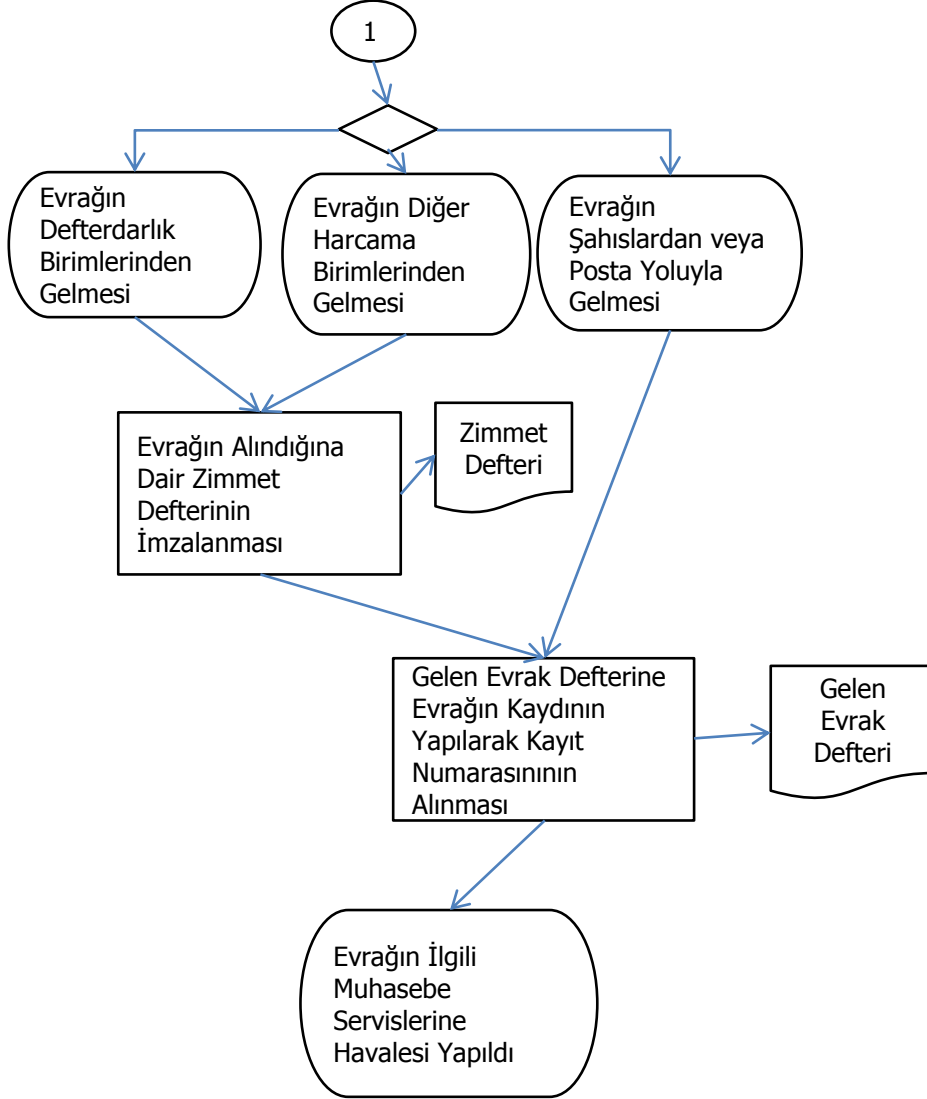 1
Evrağın
Defterdarlık
Birimlerinden
Gelmesi
Evrağın Diğer
Harcama
Birimlerinden
Gelmesi
Evrağın
Şahıslardan veya
Posta Yoluyla
Gelmesi
Evrağın Alındığına
Dair Zimmet
Defterinin
İmzalanması
Zimmet
Defteri
Gelen Evrak Defterine
Evrağın Kaydının
Yapılarak Kayıt
Numarasınının
Alınması
Gelen
Evrak
Defteri
Evrağın İlgili
Muhasebe
Servislerine
Havalesi Yapıldı